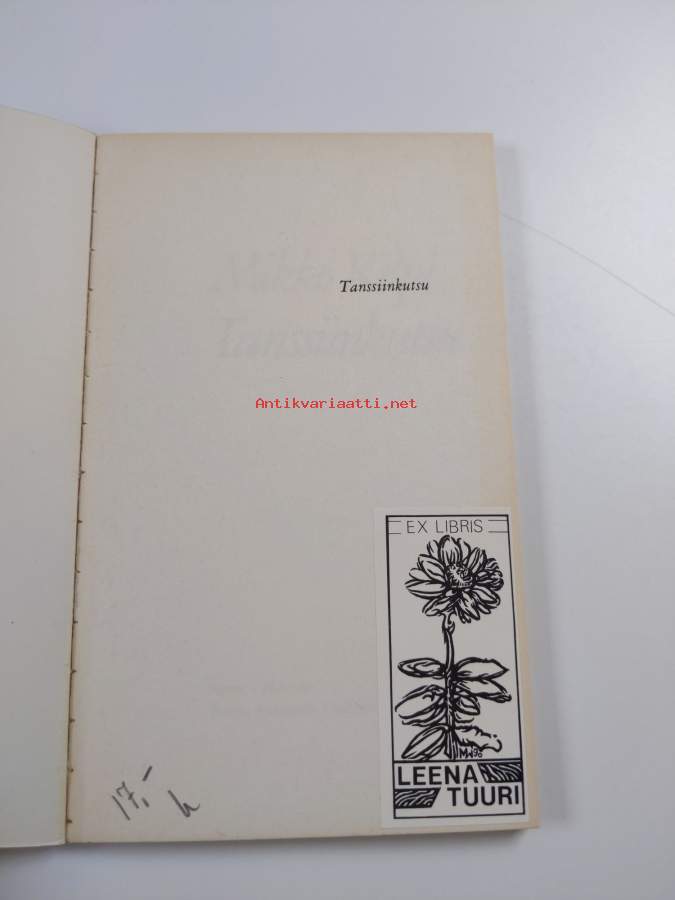 Tanssiinkutsu
Antikvariaatti.net
EX LIBRIS
LEENA
TUURI
17,-